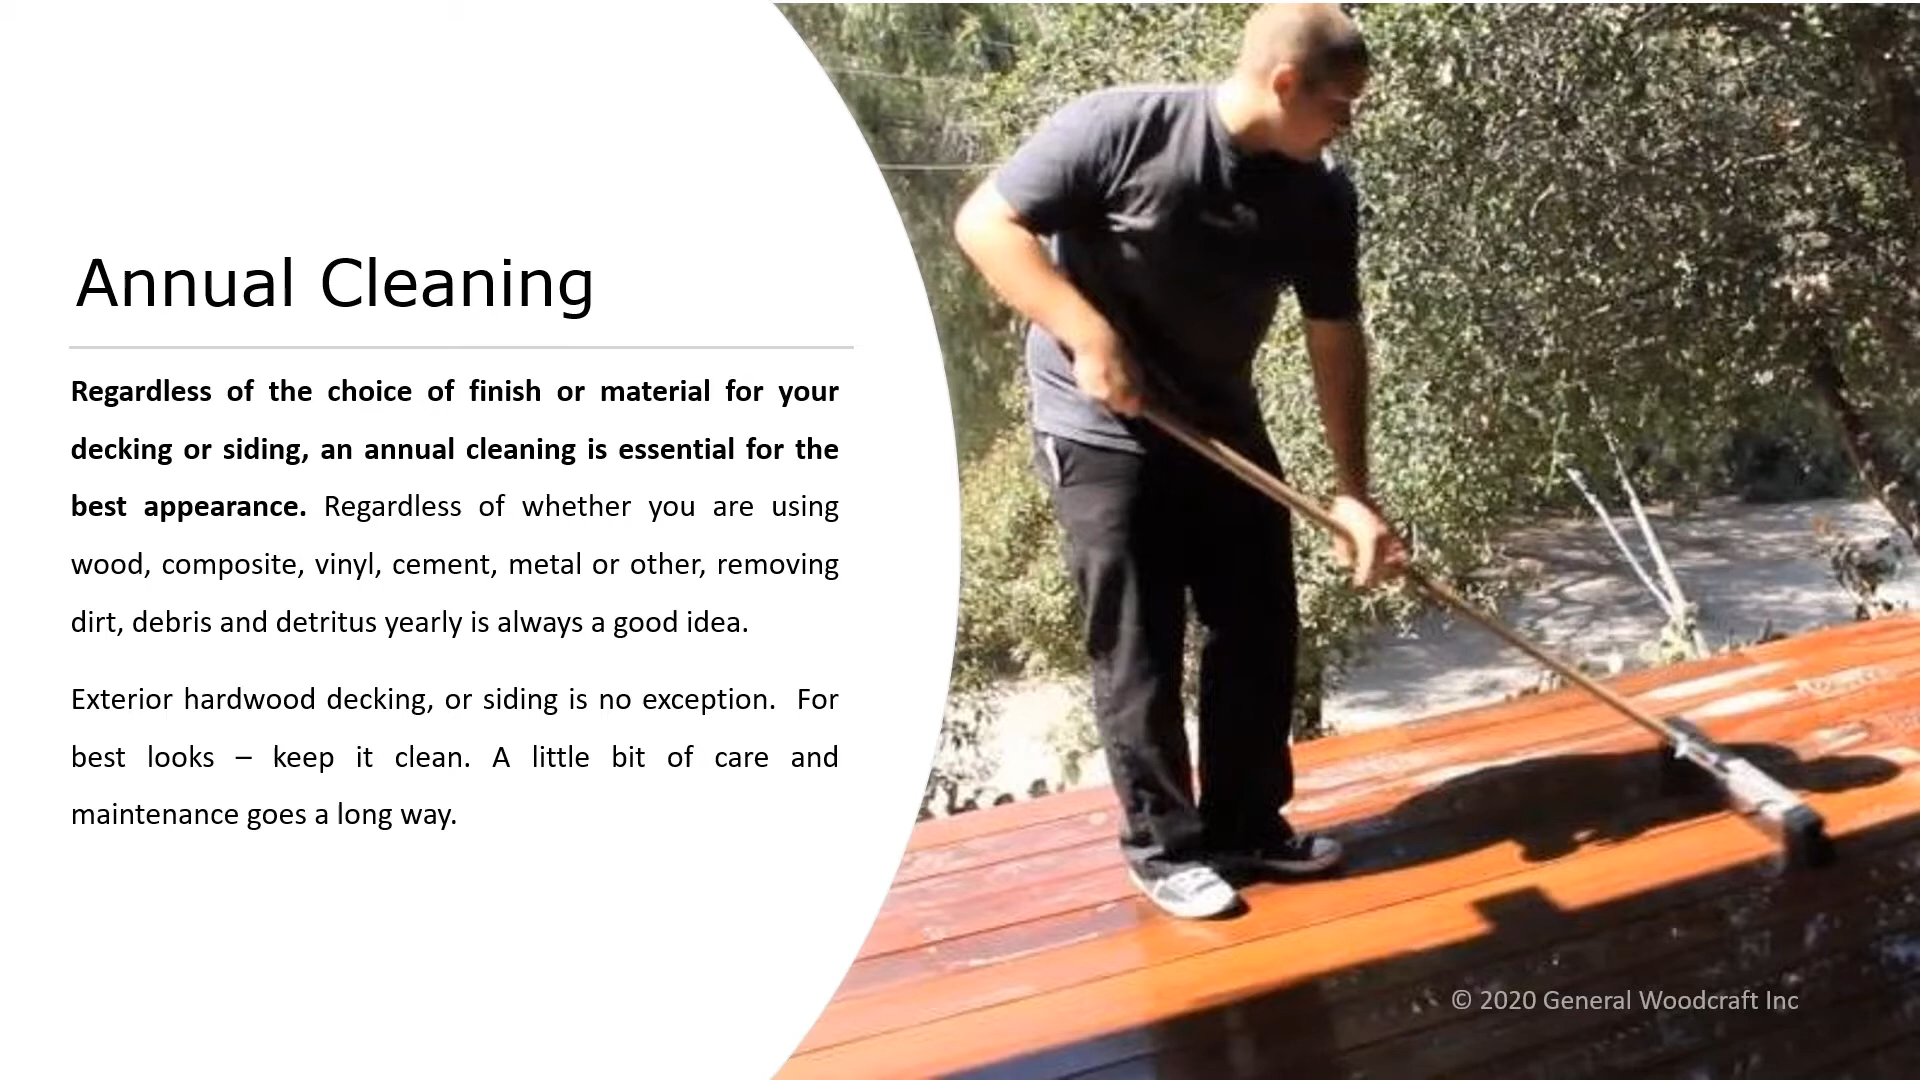 Annual Cleaning
Regardless of the choice of finish or material for your
decking or siding, an annual cleaning is essential for the
best appearance. Regardless of whether you are using
wood, composite, vinyl, cement, metal or other, removing
dirt, debris and detritus yearly is always a good idea.
Exterior hardwood decking, or siding is no exception.  For
best looks – keep it clean. A little bit of care and
maintenance goes a long way.
© 2020 General Woodcraft Inc